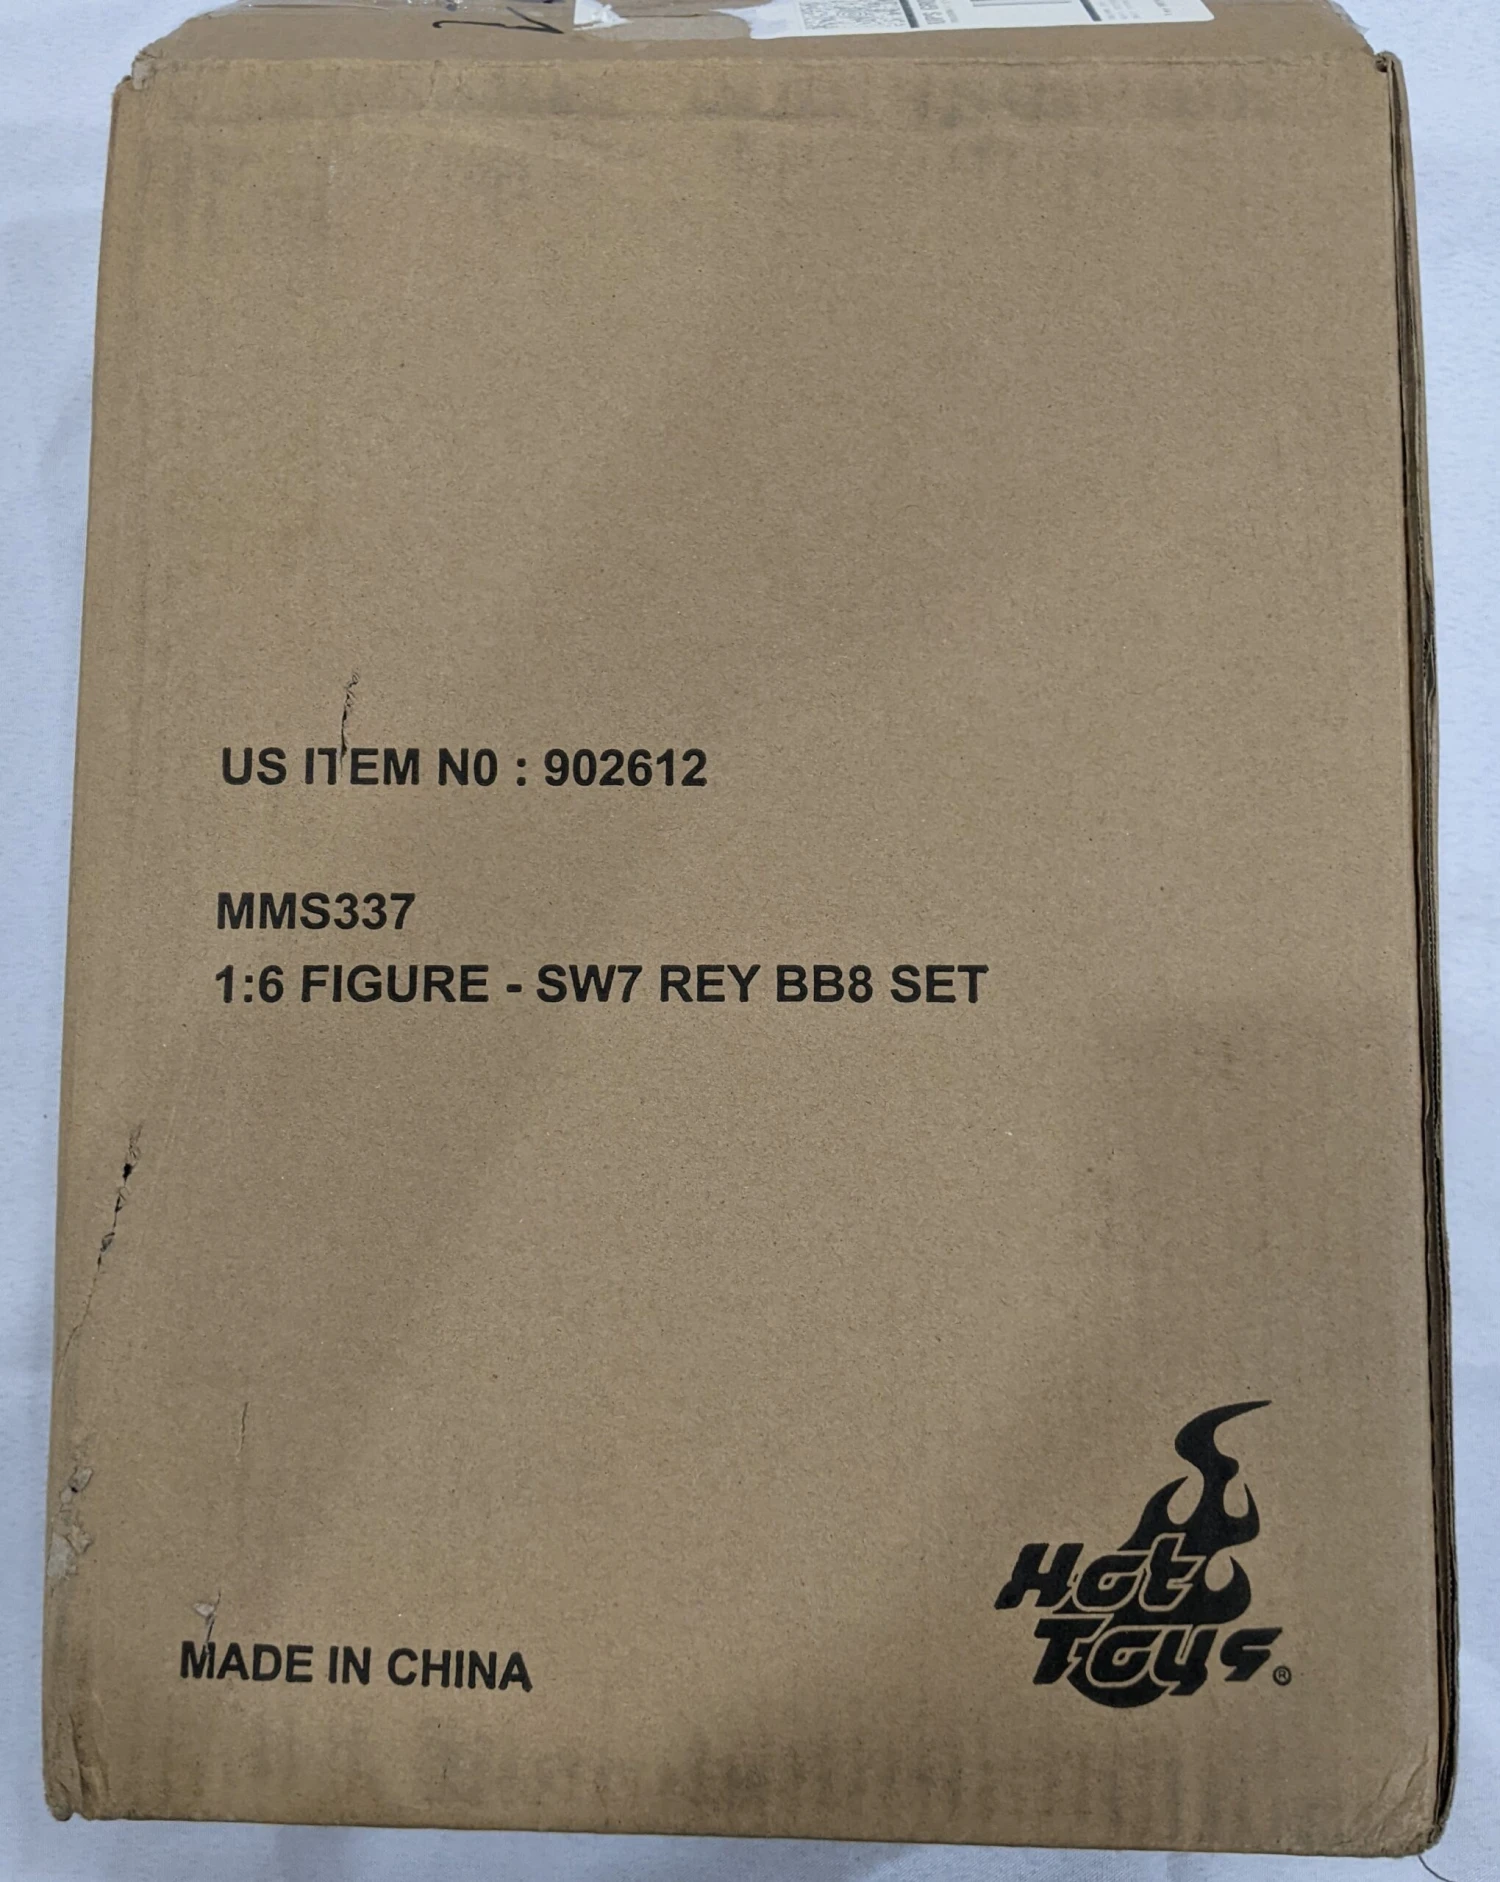 US ITEM N0 : 902612
MMS337
1:6 FIGURE - SW7 REY BB8 SET
MADE IN CHINA
Hot
Toys®